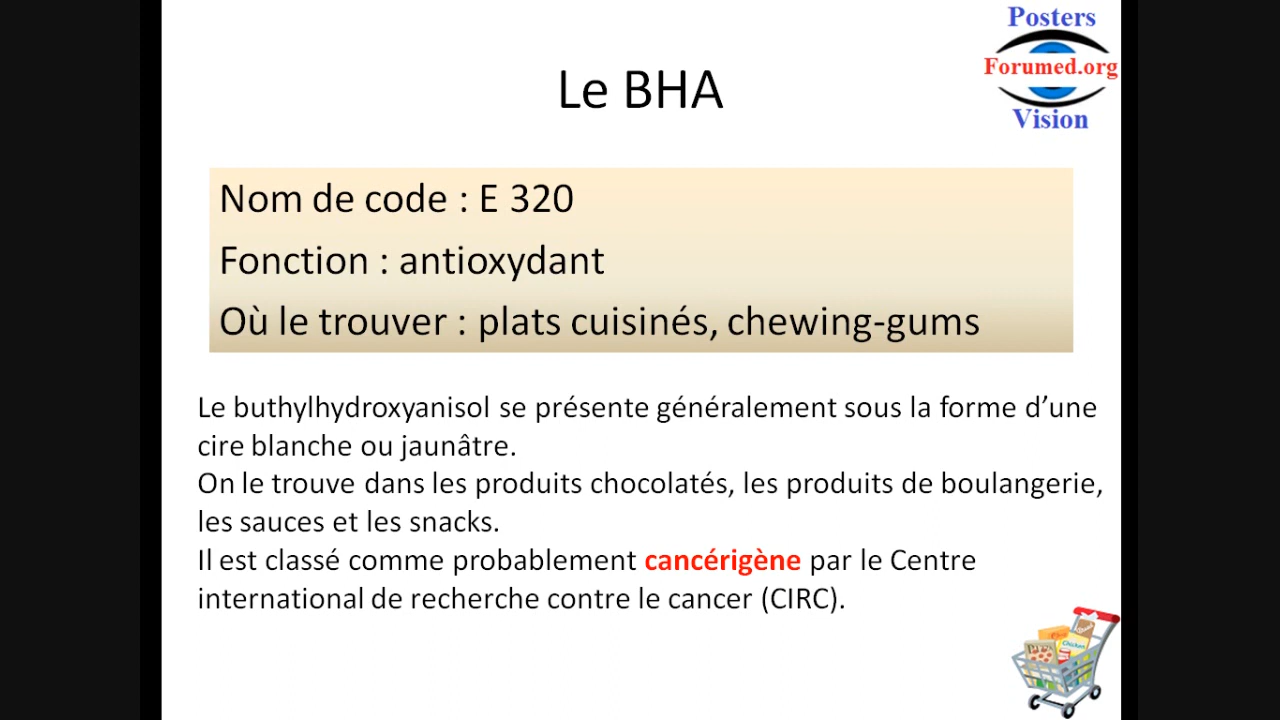 Posters
Forumed.org
Vision
Le BHA
Nom de code : E 320
Fonction : antioxydant
Où le trouver : plats cuisinés, chewing-gums
Le buthylhydroxyanisol se présente généralement sous la forme d’une
cire blanche ou jaunâtre.
On le trouve dans les produits chocolatés, les produits de boulangerie,
les sauces et les snacks.
Il est classé comme probablement cancérigène par le Centre
international de recherche contre le cancer (CIRC).